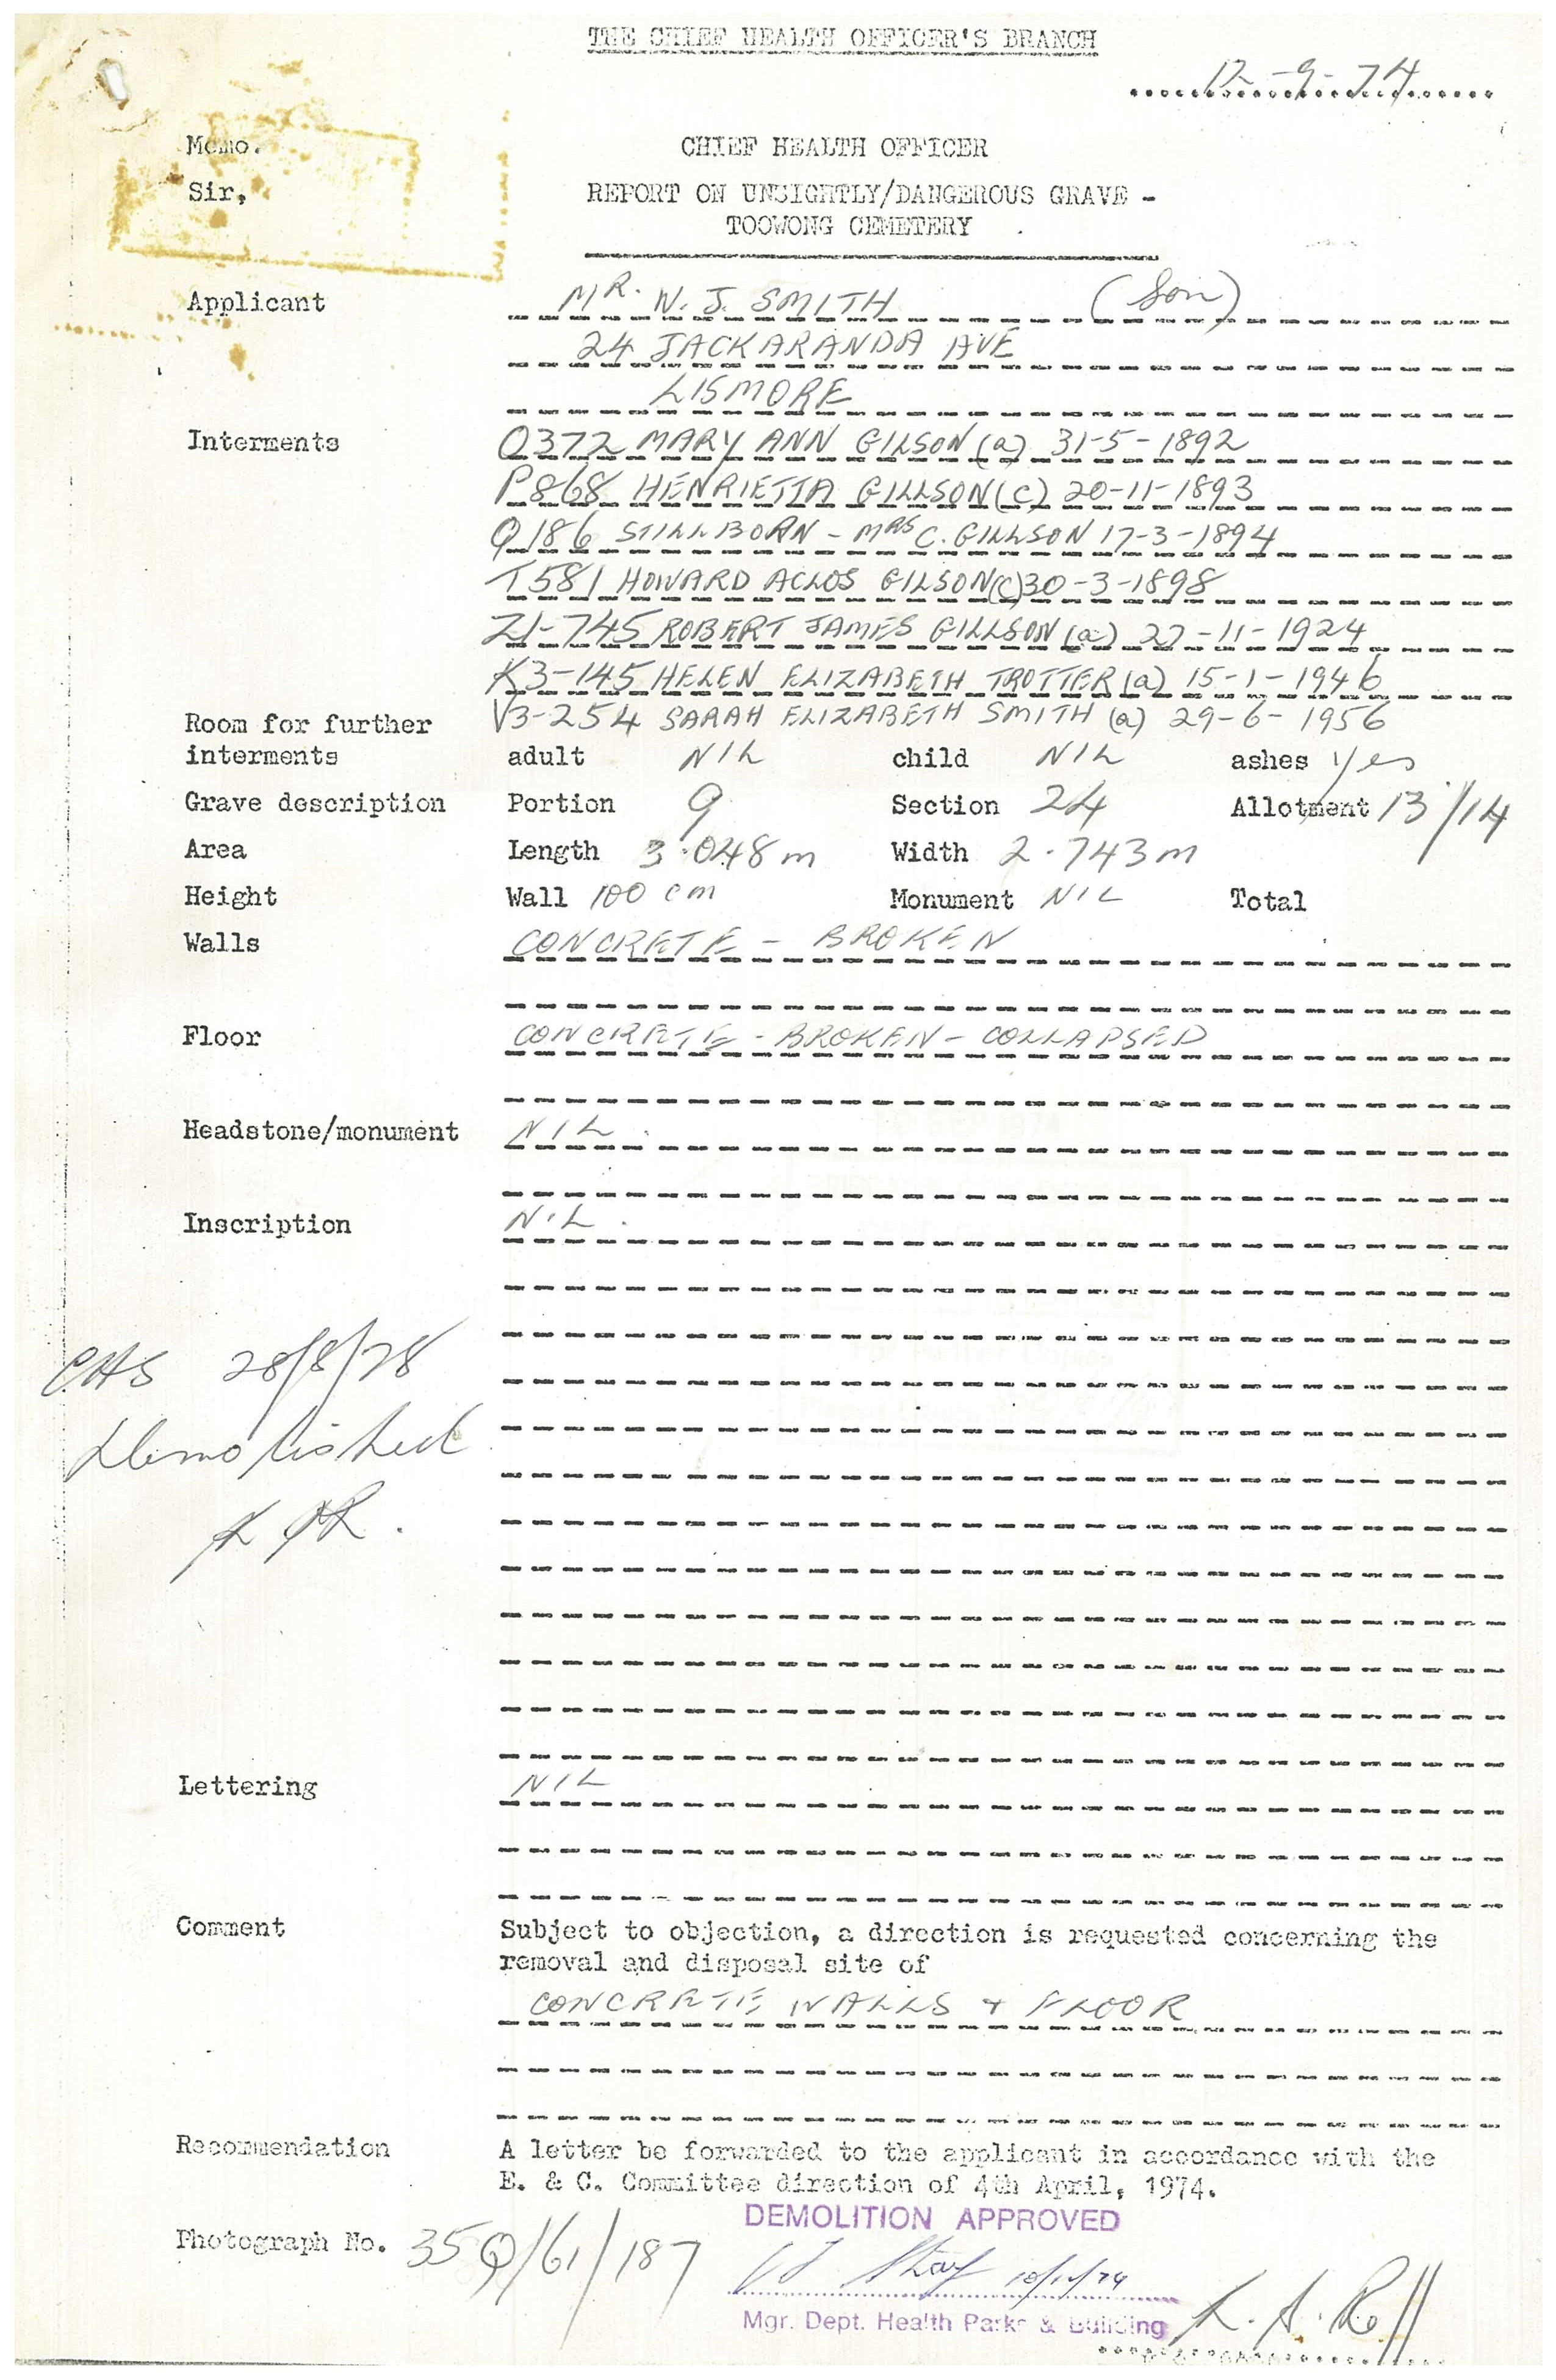 THE CHIEF HEALTH OFFICER'S BRANCH
12-9-74
Memo.
CHIEF HEALTH OFFICER
Sir,
REPORT ON UNSIGHTLY/DANGEROUS GRAVE -
TOOWONG CEMETERY
Applicant MR. N. J. SMITH (Son)
24 JACKARANDA AVE
LISMORE
Interments O372 MARY ANN GILSON (a) 31-5-1892
P868 HENRIETTA GILLSON (C) 20-11-1893
Q186 STILLBORN - MRS C. GILLSON 17-3-1894
T581 HOWARD ACLOS GILSON (C) 30-3-1898
Z1-745 ROBERT JAMES GILLSON (a) 27-11-1924
K3-145 HELEN ELIZABETH TROTTER (a) 15-1-1946
V3-254 SARAH ELIZABETH SMITH (a) 29-6-1956
Room for further
interments adult NIL child NIL ashes yes
Grave description Portion 9 Section 24 Allotment 13/14
Area Length 3.048m Width 2.743m
Height Wall 100 cm Monument NIL Total
Walls CONCRETE - BROKEN
Floor CONCRETE - BROKEN - COLLAPSED
Headstone/monument NIL.
Inscription NIL.
CAS 28/8/78
Demolished
Lettering NIL
Comment Subject to objection, a direction is requested concerning the
removal and disposal site of
CONCRETE WALLS + FLOOR
Recommendation A letter be forwarded to the applicant in accordance with the
E. & C. Committee direction of 4th April, 1974.
DEMOLITION APPROVED
Photograph No. 35Q/61/187
10/12/74
Mgr. Dept. Health Parks & Building